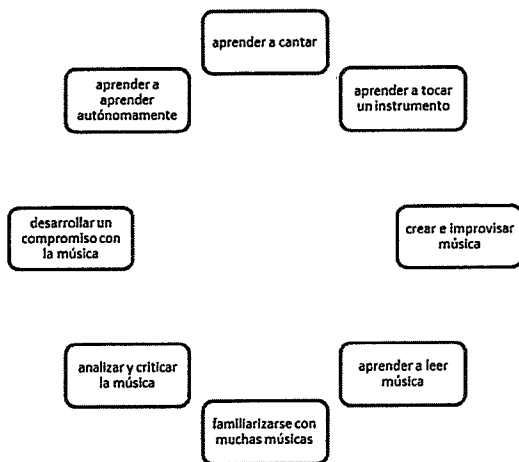 aprender a cantar
aprender a tocar
un instrumento
crear e improvisar
música
aprender a leer
música
familiarizarse con
muchas músicas
analizar y criticar
la música
desarrollar un
compromiso con
la música
aprender a
aprender
autónomamente